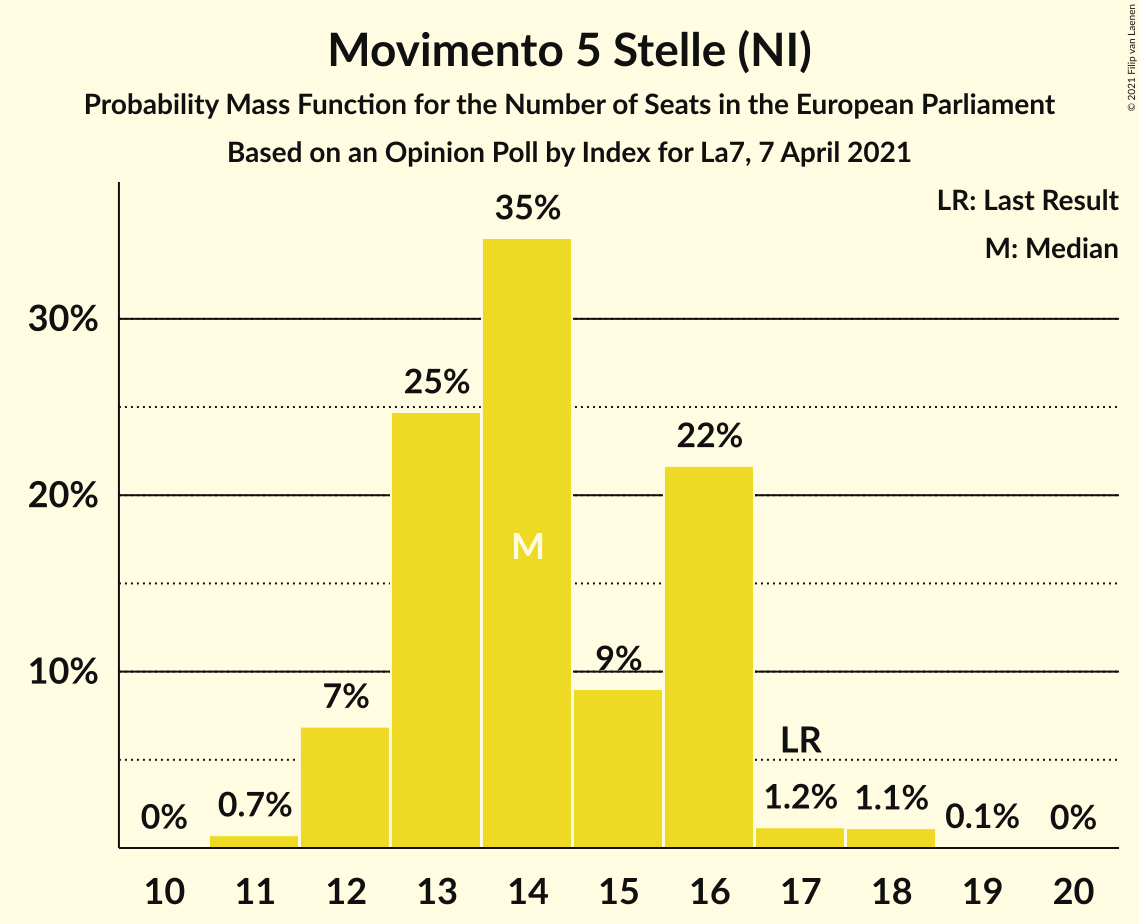 Movimento 5 Stelle (NI)
Probability Mass Function for the Number of Seats in the European Parliament
Based on an Opinion Poll by Index for La7, 7 April 2021
© 2021 Filip van Laenen
LR: Last Result
M: Median
35%
30%
25%
22%
20%
M
9%
10%
7%
LR
0%
0.7%
1.2%
1.1%
0.1%
0%
10 11 12 13 14 15 16 17 18 19 20